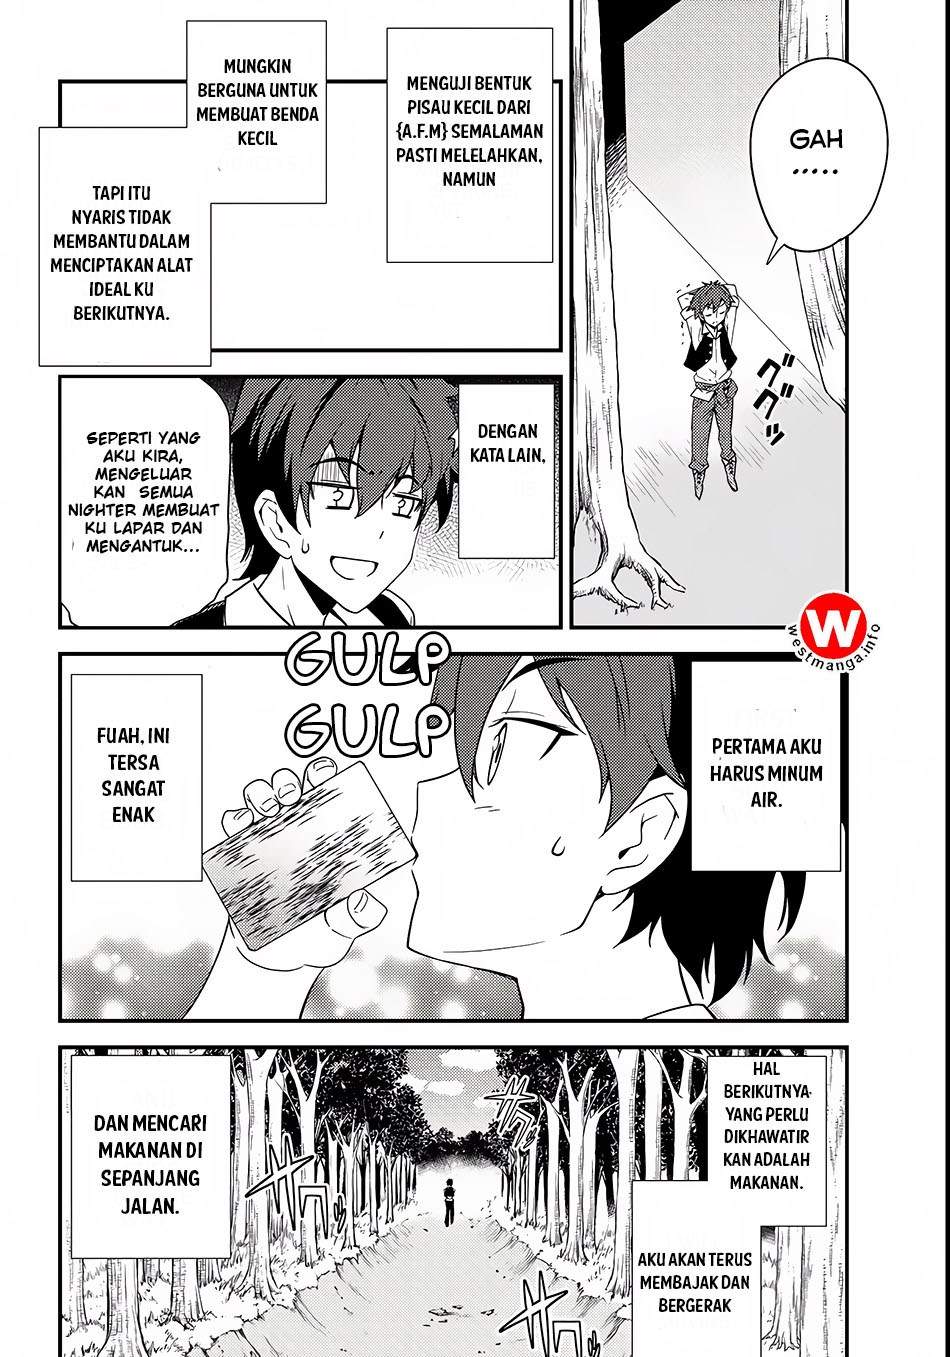 GAH
.....
MENGUJI BENTUK
PISAU KECIL DARI
{A.F.M} SEMALAMAN
PASTI MELELAHKAN,
NAMUN
MUNGKIN
BERGUNA UNTUK
MEMBUAT BENDA
KECIL
TAPI ITU
NYARIS TIDAK
MEMBANTU DALAM
MENCIPTAKAN ALAT
IDEAL KU
BERIKUTNYA.
グググ
DENGAN
KATA LAIN,
SEPERTI YANG
AKU KIRA,
MENGELUAR
KAN SEMUA
NIGHTER MEMBUAT
KU LAPAR DAN
MENGANTUK...
W
westmanga.info
PERTAMA AKU
HARUS MINUM
AIR.
GULP
GULP
FUAH, INI
TERSA
SANGAT
ENAK
HAL
BERIKUTNYA
YANG PERLU
DIKHAWATIR
KAN ADALAH
MAKANAN.
AKU AKAN TERUS
MEMBAJAK DAN
BERGERAK
DAN MENCARI
MAKANAN DI
SEPANJANG
JALAN.